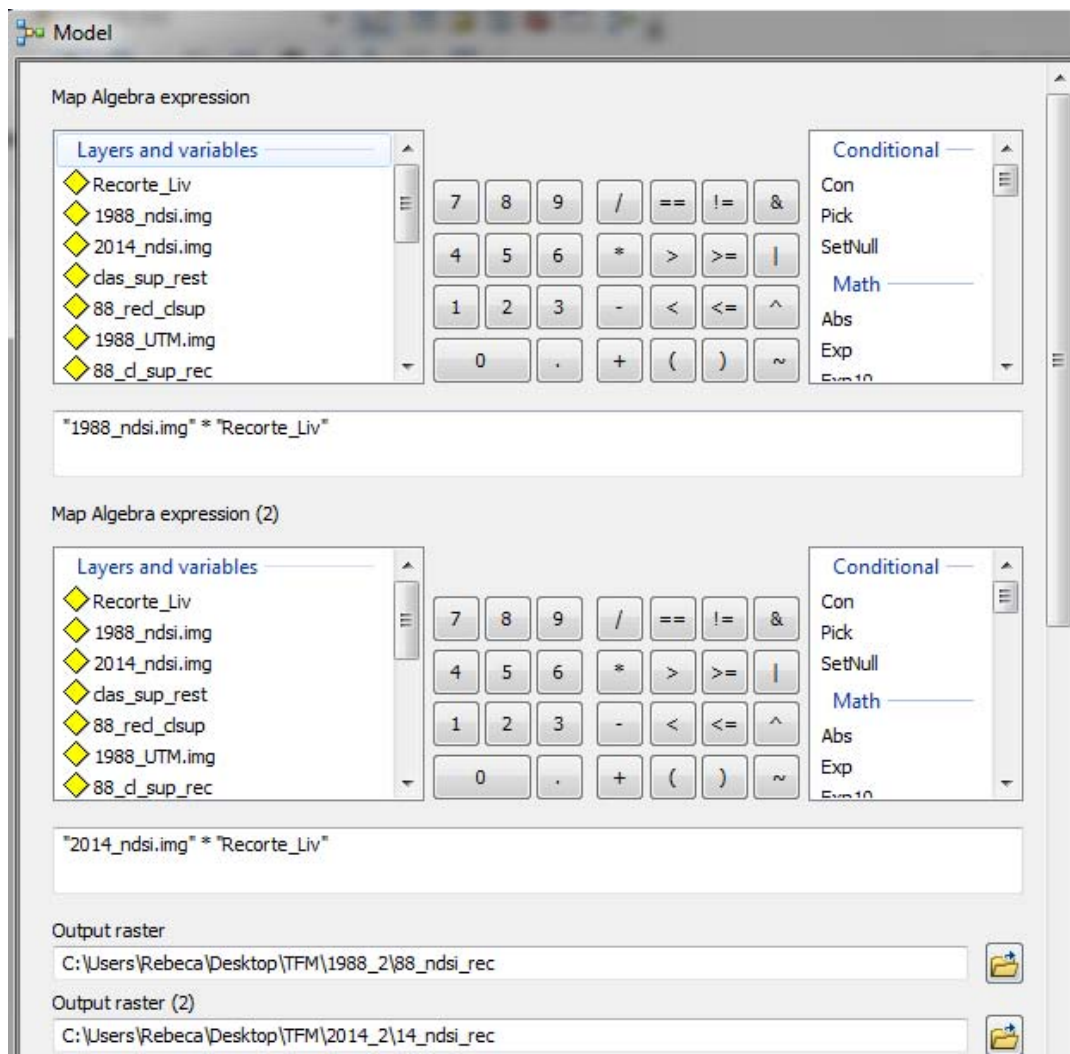 Model
Map Algebra expression
Layers and variables
Recorte_Liv
1988_ndsi.img
2014_ndsi.img
clas_sup_rest
88_recl_clsup
1988_UTM.img
88_cl_sup_rec
7 8 9 / == != &
4 5 6 * > >= |
1 2 3 - < <= ^
0 . + ( ) ~
Conditional
Con
Pick
SetNull
Math
Abs
Exp
Exp10
"1988_ndsi.img" * "Recorte_Liv"
Map Algebra expression (2)
Layers and variables
Recorte_Liv
1988_ndsi.img
2014_ndsi.img
clas_sup_rest
88_recl_clsup
1988_UTM.img
88_cl_sup_rec
7 8 9 / == != &
4 5 6 * > >= |
1 2 3 - < <= ^
0 . + ( ) ~
Conditional
Con
Pick
SetNull
Math
Abs
Exp
Exp10
"2014_ndsi.img" * "Recorte_Liv"
Output raster
C:\Users\Rebeca\Desktop\TFM\1988_2\88_ndsi_rec
Output raster (2)
C:\Users\Rebeca\Desktop\TFM\2014_2\14_ndsi_rec